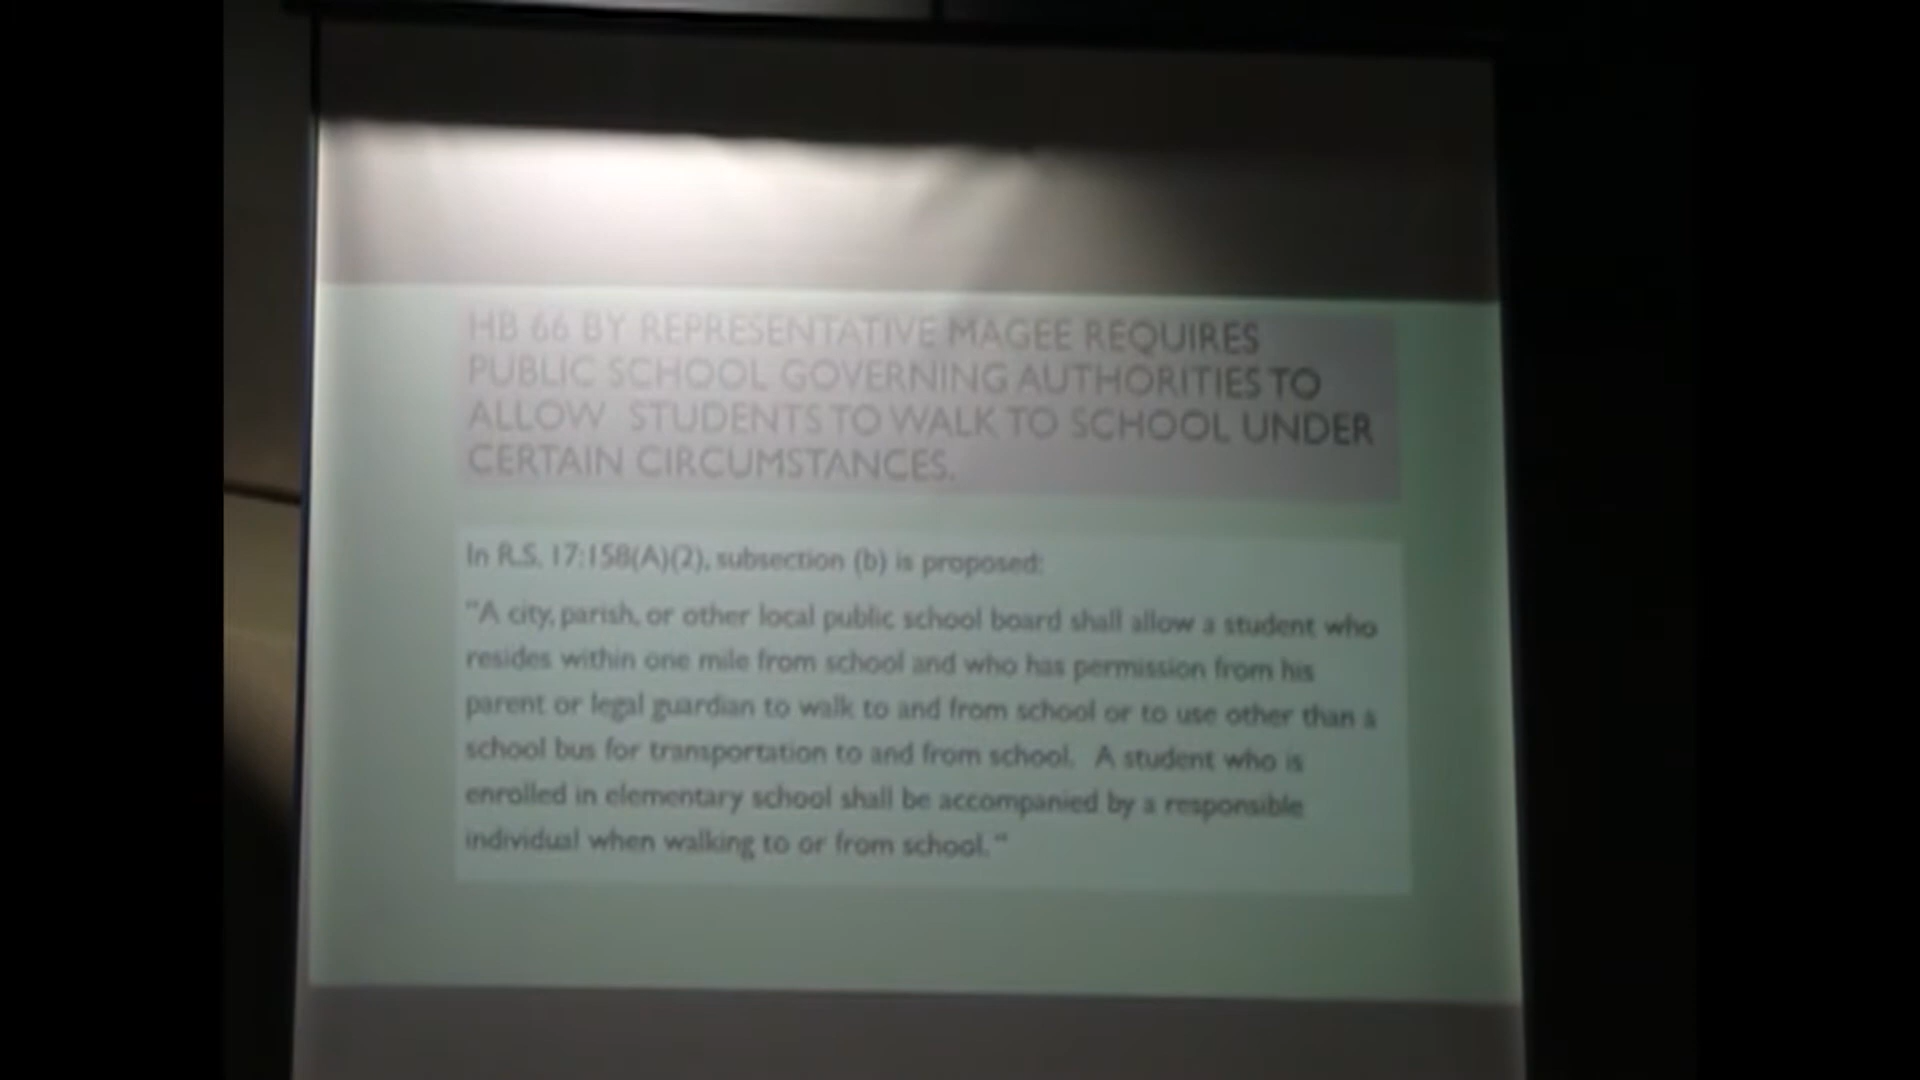 HB 66 BY REPRESENTATIVE MAGEE REQUIRES
PUBLIC SCHOOL GOVERNING AUTHORITIES TO
ALLOW STUDENTS TO WALK TO SCHOOL UNDER
CERTAIN CIRCUMSTANCES.
In R.S. 17:158(A)(2), subsection (b) is proposed:
"A city, parish, or other local public school board shall allow a student who
resides within one mile from school and who has permission from his
parent or legal guardian to walk to and from school or to use other than a
school bus for transportation to and from school. A student who is
enrolled in elementary school shall be accompanied by a responsible
individual when walking to or from school."